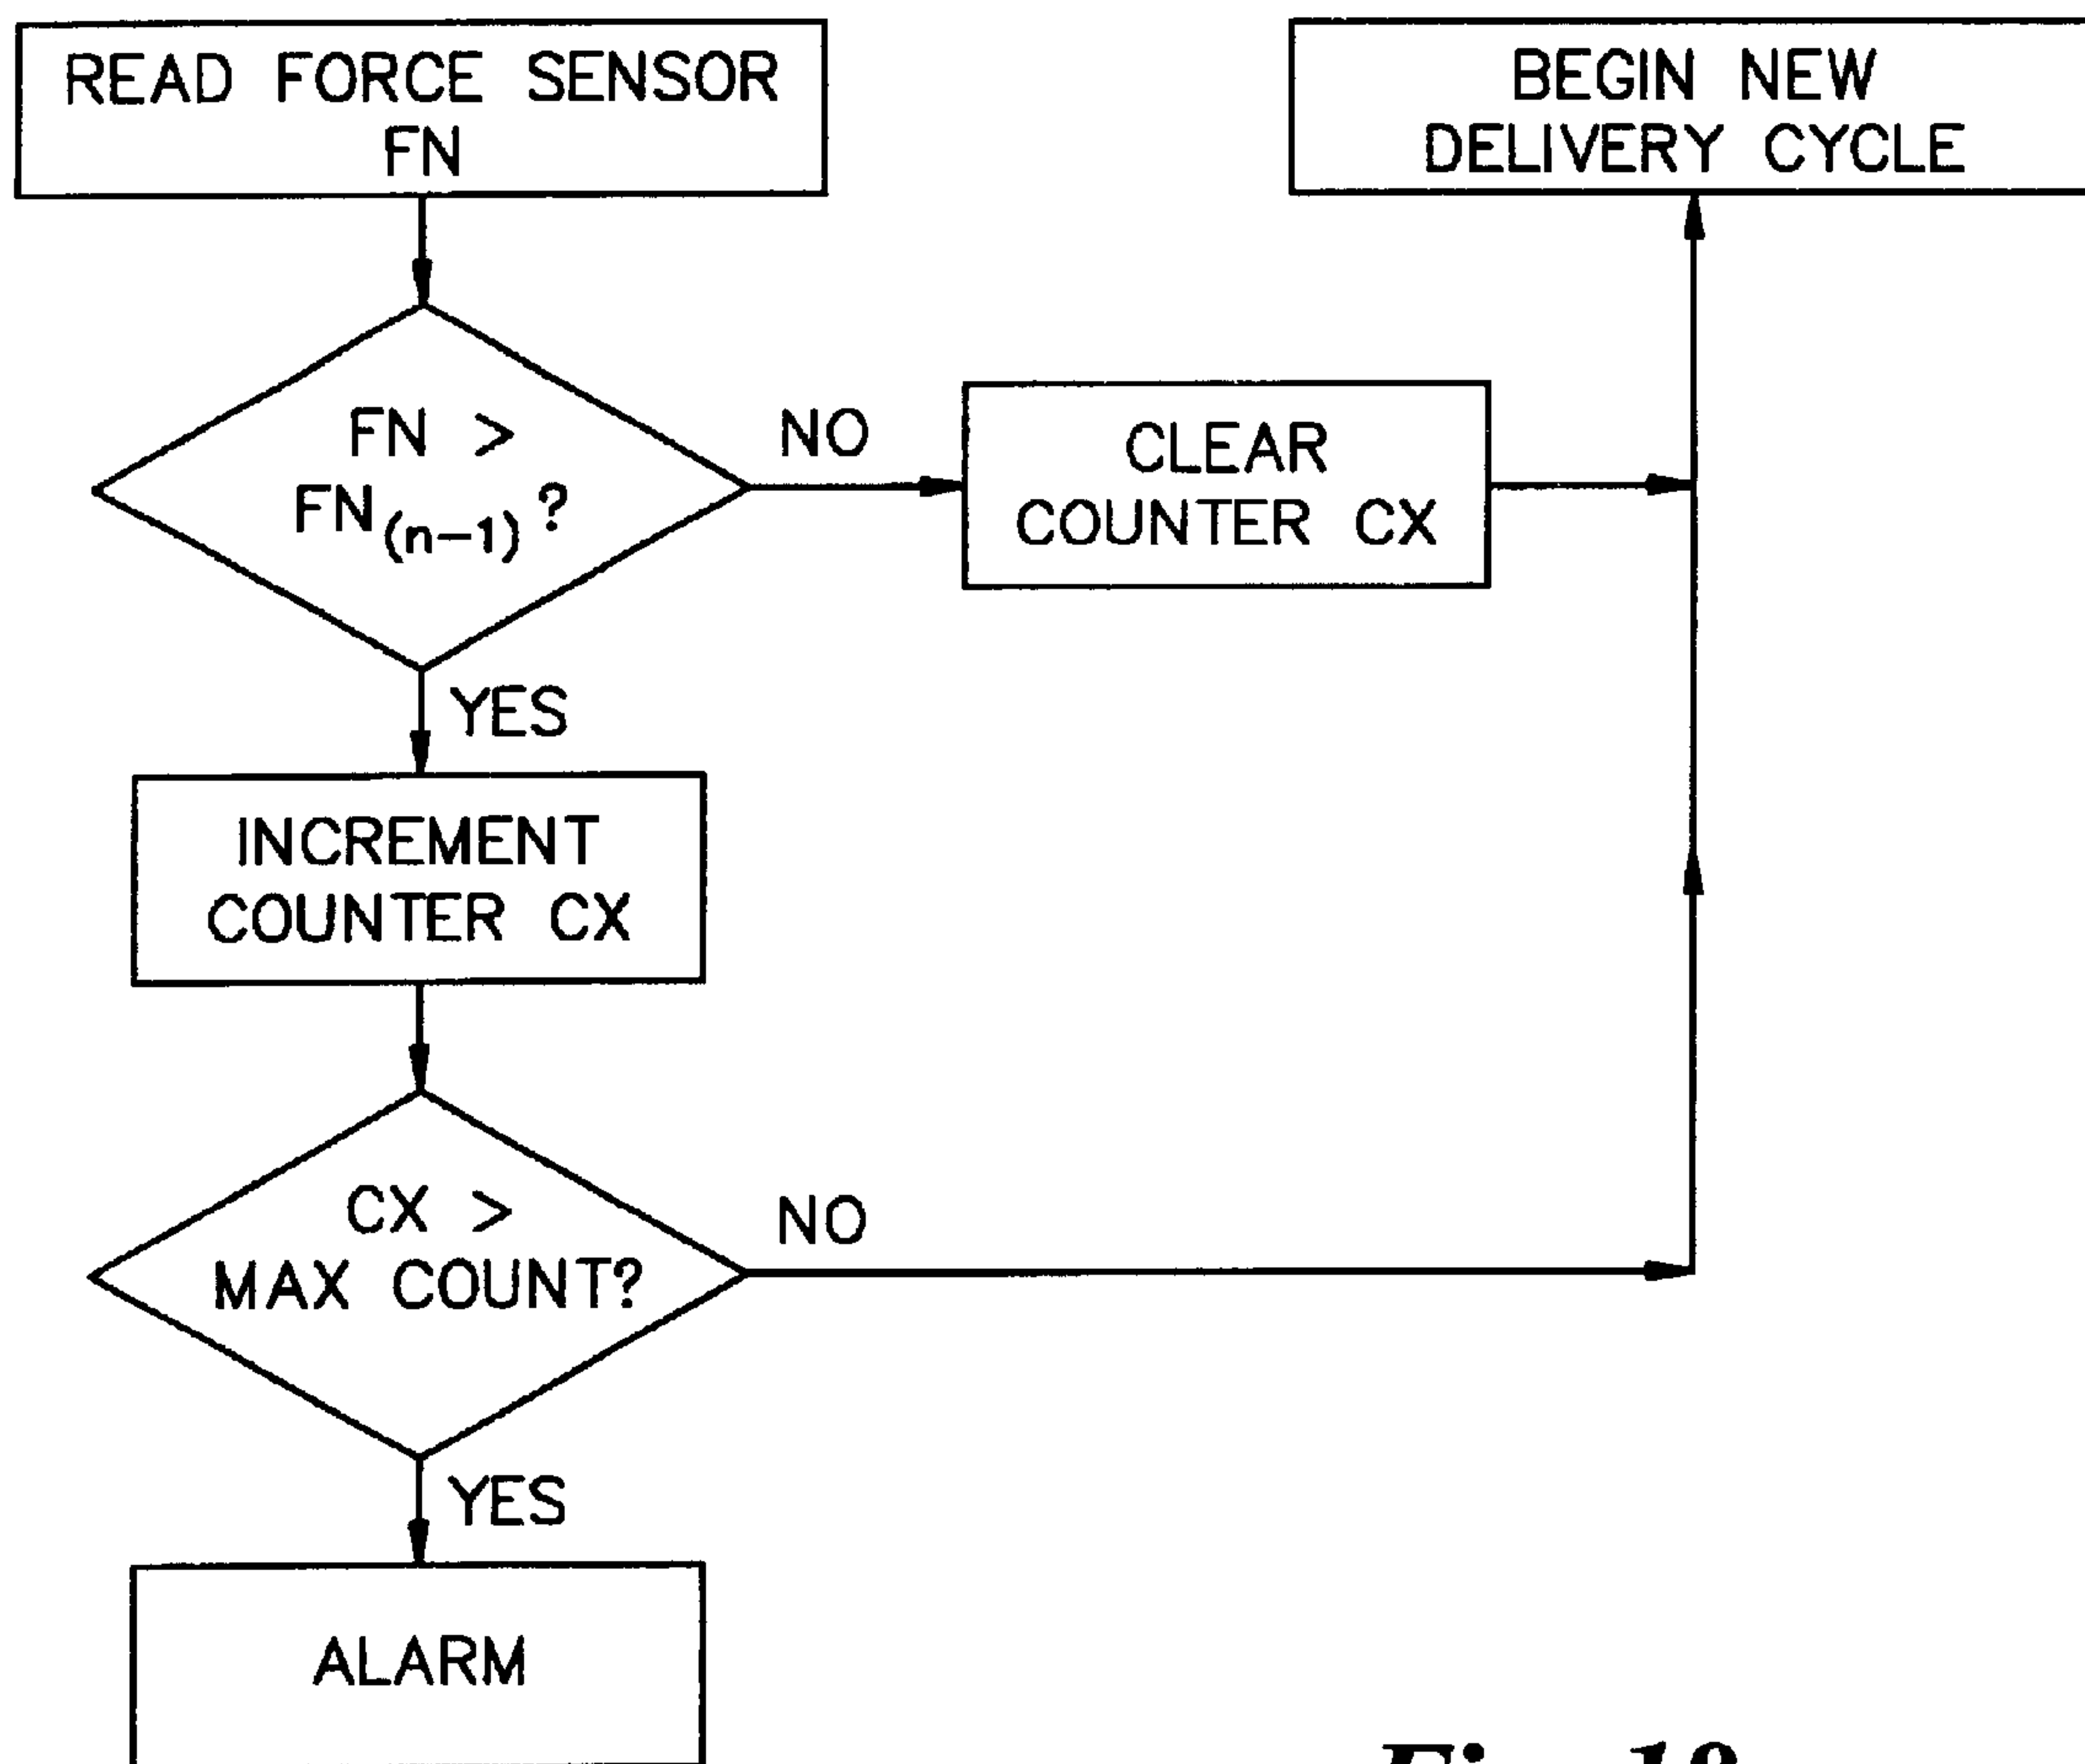 READ FORCE SENSOR
FN
BEGIN NEW
DELIVERY CYCLE
FN >
FN(n-1)?
NO
CLEAR
COUNTER CX
YES
INCREMENT
COUNTER CX
CX >
MAX COUNT?
NO
YES
ALARM